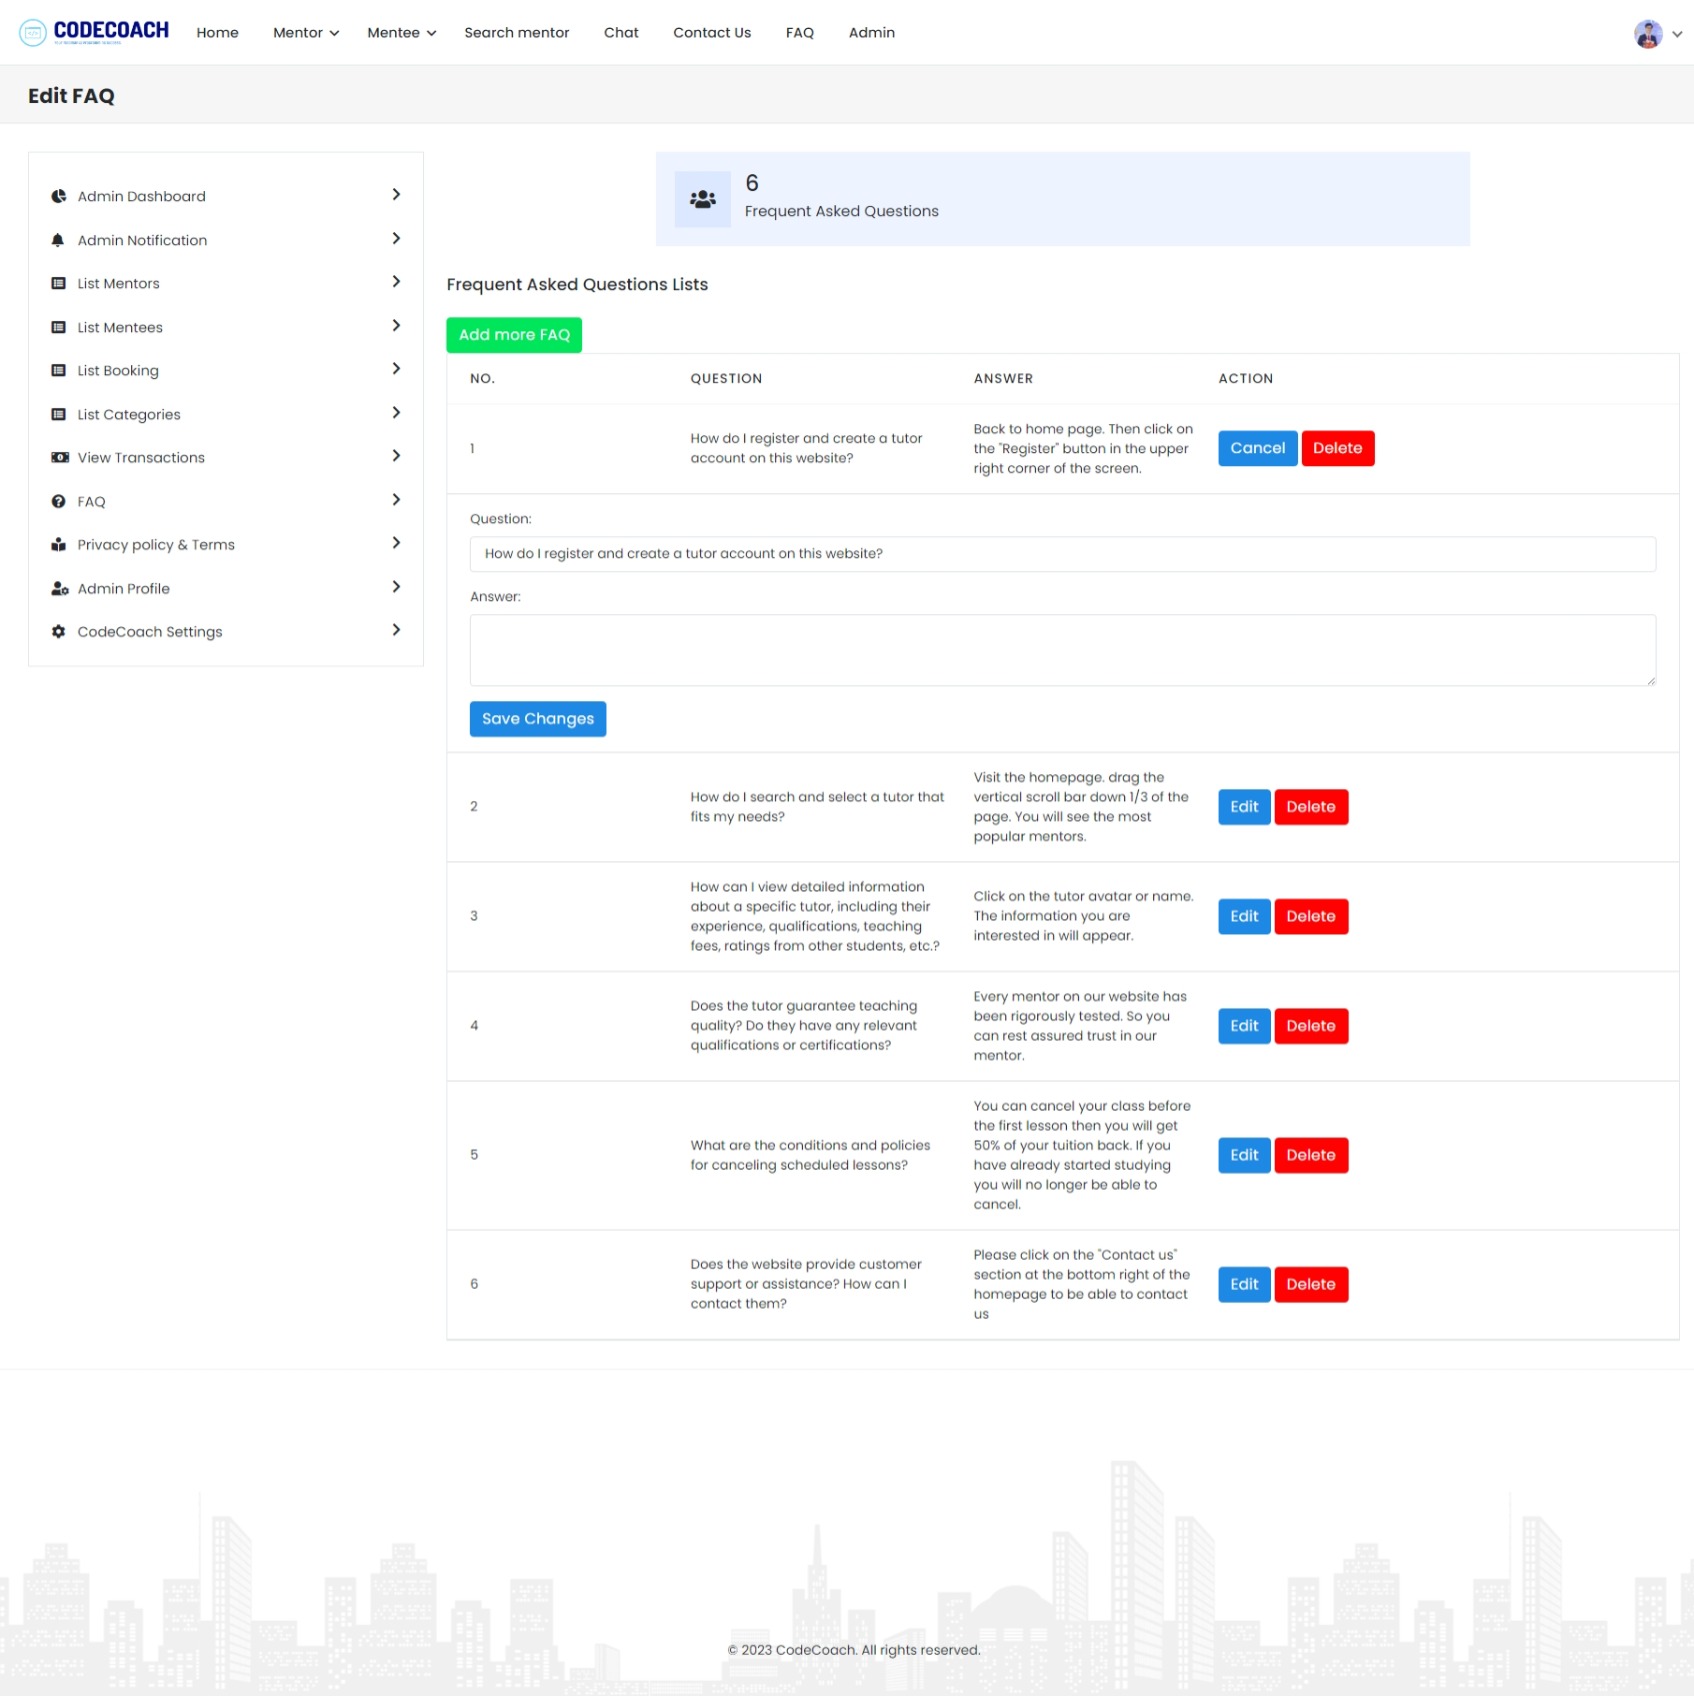 CODECOACH
Home
Mentor
Mentee
Search mentor
Chat
Contact Us
FAQ
Admin
Edit FAQ
Admin Dashboard
Admin Notification
List Mentors
List Mentees
List Booking
List Categories
View Transactions
FAQ
Privacy policy & Terms
Admin Profile
CodeCoach Settings
6
Frequent Asked Questions
Frequent Asked Questions Lists
Add more FAQ
NO.
QUESTION
ANSWER
ACTION
1
How do I register and create a tutor
account on this website?
Back to home page. Then click on
the "Register" button in the upper
right corner of the screen.
Cancel
Delete
Question:
How do I register and create a tutor account on this website?
Answer:
Save Changes
2
How do I search and select a tutor that
fits my needs?
Visit the homepage. drag the
vertical scroll bar down 1/3 of the
page. You will see the most
popular mentors.
Edit
Delete
3
How can I view detailed information
about a specific tutor, including their
experience, qualifications, teaching
fees, ratings from other students, etc.?
Click on the tutor avatar or name.
The information you are
interested in will appear.
Edit
Delete
4
Does the tutor guarantee teaching
quality? Do they have any relevant
qualifications or certifications?
Every mentor on our website has
been rigorously tested. So you
can rest assured trust in our
mentor.
Edit
Delete
5
What are the conditions and policies
for canceling scheduled lessons?
You can cancel your class before
the first lesson then you will get
50% of your tuition back. If you
have already started studying
you will no longer be able to
cancel.
Edit
Delete
6
Does the website provide customer
support or assistance? How can I
contact them?
Please click on the "Contact us"
section at the bottom right of the
homepage to be able to contact
us
Edit
Delete
© 2023 CodeCoach. All rights reserved.